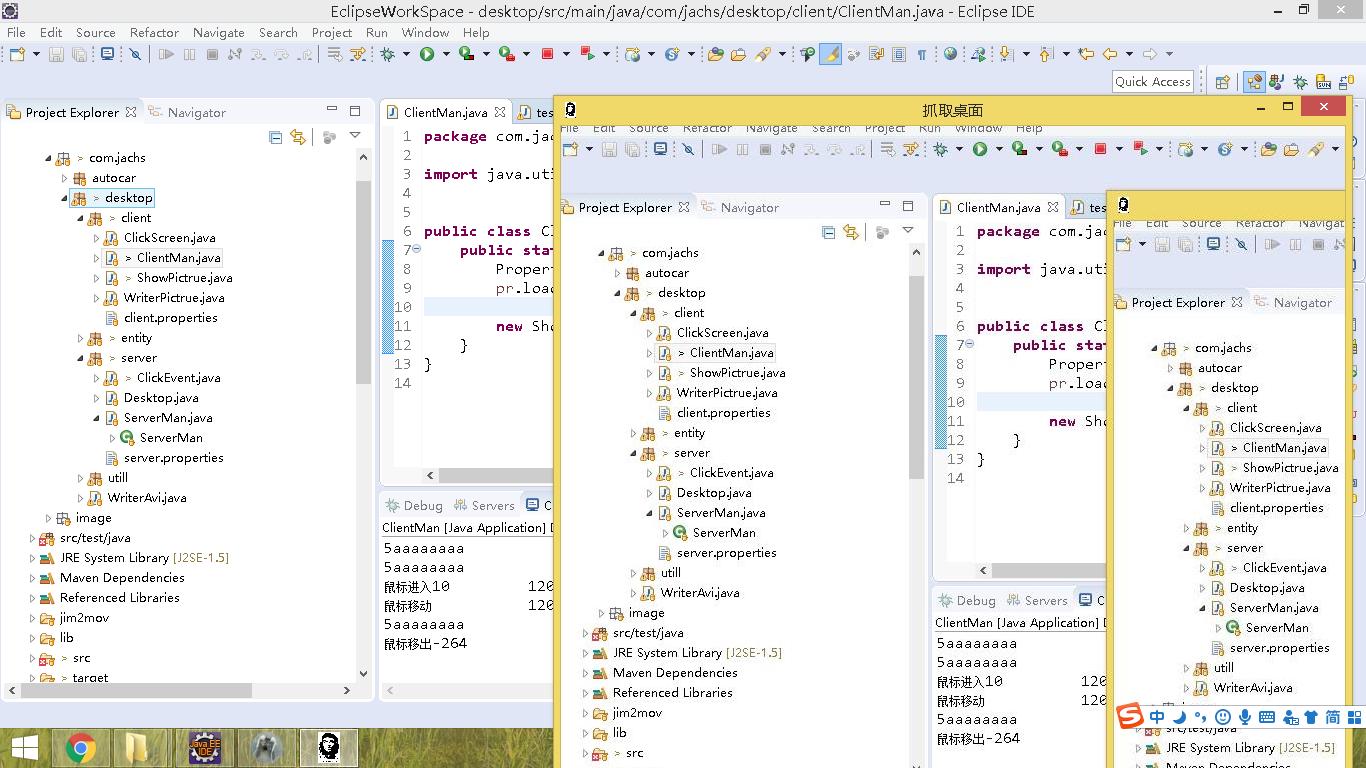 EclipseWorkSpace - desktop/src/main/java/com/jachs/desktop/client/ClientMan.java - Eclipse IDE
File Edit Source Refactor Navigate Search Project Run Window Help
Quick Access
Project Explorer Navigator
> com.jachs
autocar
> desktop
> client
ClickScreen.java
> ClientMan.java
> ShowPictrue.java
WriterPictrue.java
client.properties
> entity
> server
> ClickEvent.java
Desktop.java
ServerMan.java
ServerMan
server.properties
utill
WriterAvi.java
image
src/test/java
JRE System Library [J2SE-1.5]
Maven Dependencies
Referenced Libraries
jim2mov
lib
> src
> target
ClientMan.java
1 package com.jac
2
3 import java.uti
4
5
6 public class Cl
7 public stat
8 Propert
9 pr.load
10
11 new Sho
12 }
13 }
14
Debug Servers
ClientMan [Java Application]
5aaaaaaaa
5aaaaaaaa
鼠标进入10 120
鼠标移动 120
5aaaaaaaa
鼠标移出-264
抓取桌面
File Edit Source Refactor Navigate Search Project Run Window Help
Project Explorer Navigator
> com.jachs
autocar
> desktop
> client
ClickScreen.java
> ClientMan.java
> ShowPictrue.java
WriterPictrue.java
client.properties
> entity
> server
> ClickEvent.java
Desktop.java
ServerMan.java
ServerMan
server.properties
utill
WriterAvi.java
image
src/test/java
JRE System Library [J2SE-1.5]
Maven Dependencies
Referenced Libraries
jim2mov
lib
> src
ClientMan.java
1 package com.jac
2
3 import java.uti
4
5
6 public class Cl
7 public stat
8 Propert
9 pr.load
10
11 new Sho
12 }
13 }
14
Debug Servers
ClientMan [Java Application]
5aaaaaaaa
5aaaaaaaa
鼠标进入10 120
鼠标移动 120
5aaaaaaaa
鼠标移出-264
File Edit Source Refactor Navigat
Project Explorer Navigator
> com.jachs
autocar
> desktop
> client
ClickScreen.java
> ClientMan.java
> ShowPictrue.java
WriterPictrue.java
client.properties
> entity
> server
> ClickEvent.java
Desktop.java
ServerMan.java
ServerMan
server.properties
utill
WriterAvi.java
中 简
src/test/java
JRE System Library [J2SE-1.5]
Maven Dependencies